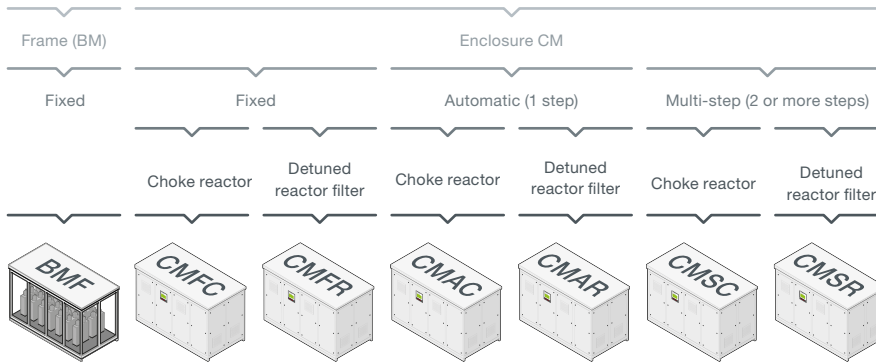 Frame (BM)
Enclosure CM
Fixed
Fixed
Automatic (1 step)
Multi-step (2 or more steps)
Choke reactor
Detuned
reactor filter
Choke reactor
Detuned
reactor filter
Choke reactor
Detuned
reactor filter
BMF
CMFC
CMFR
CMAC
CMAR
CMSC
CMSR